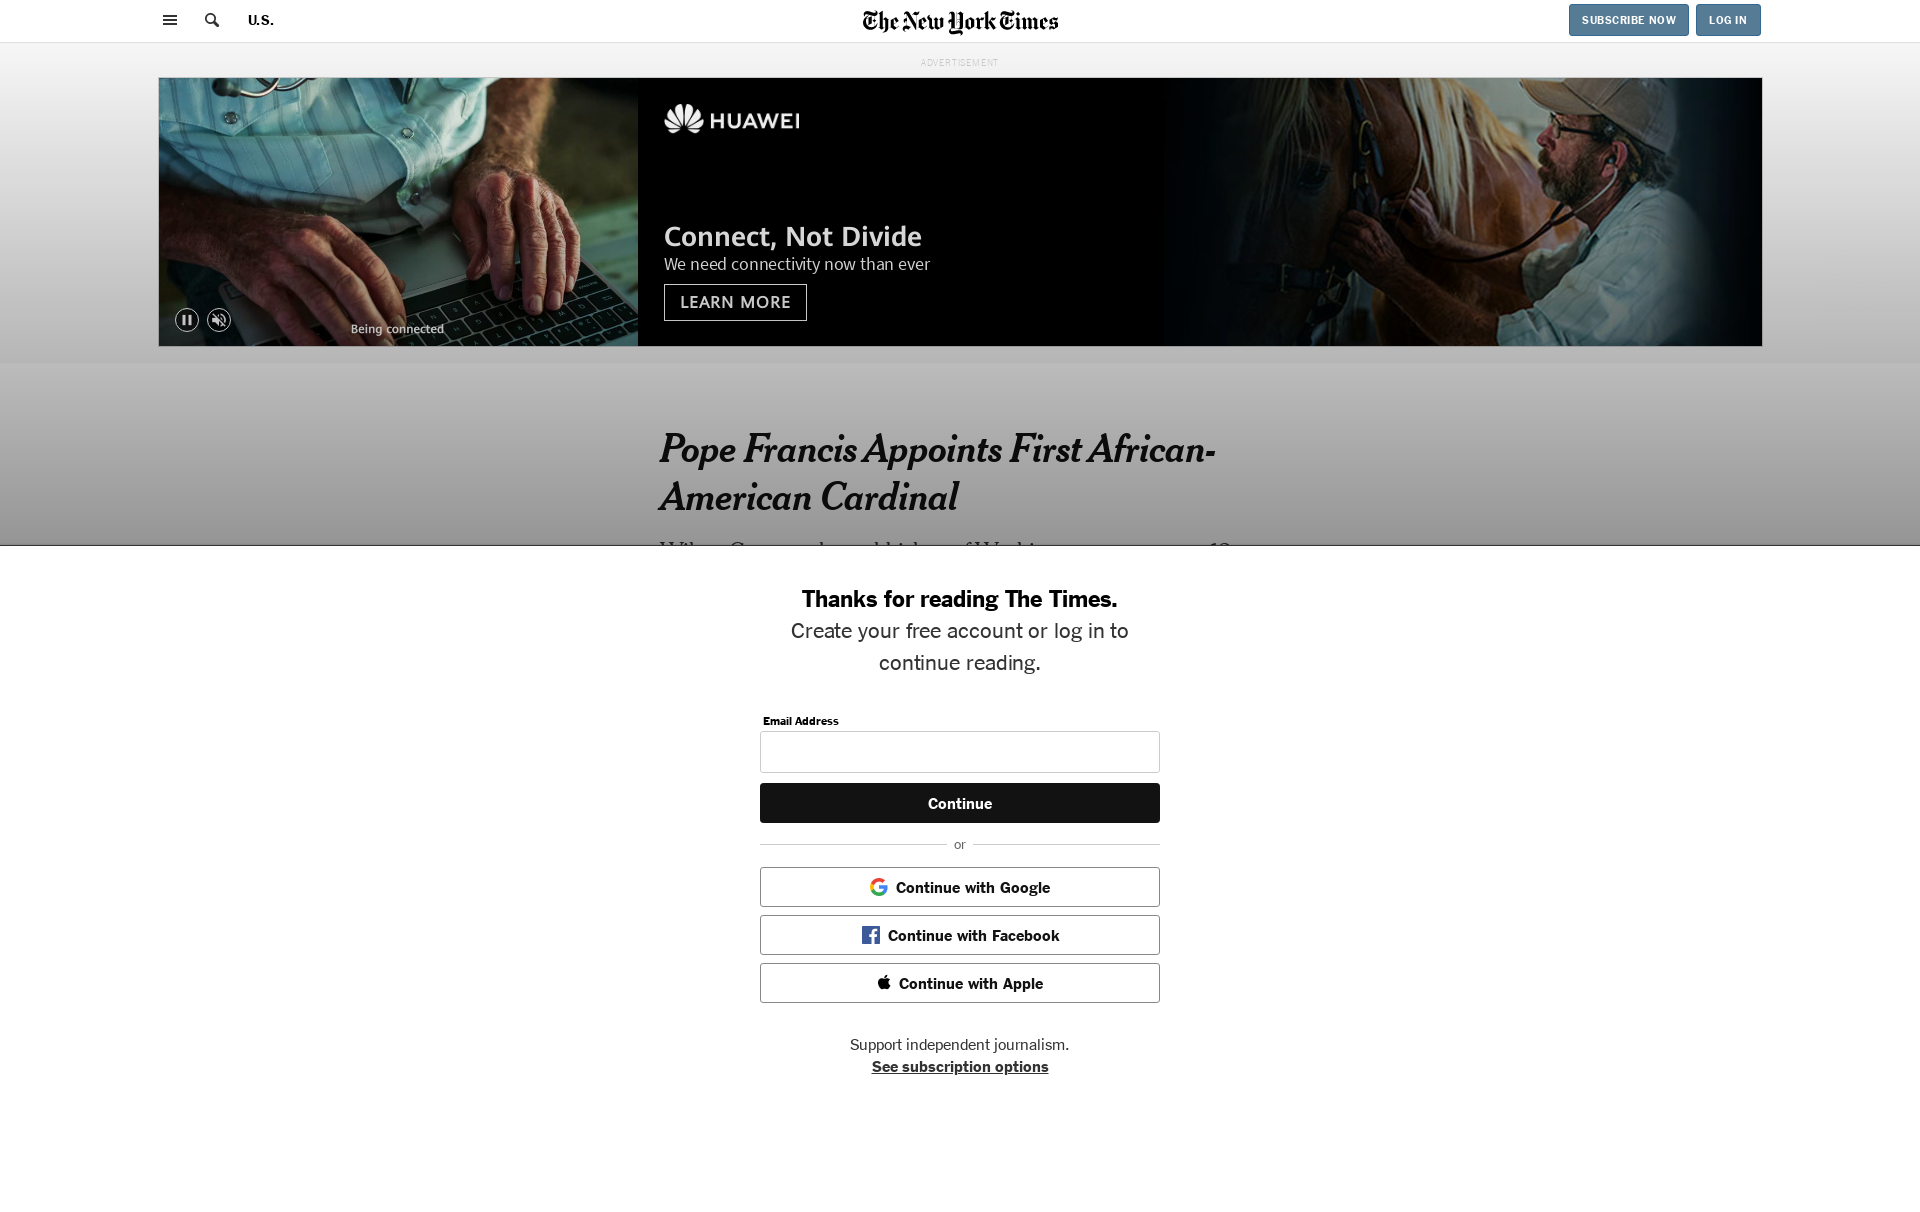 U.S.
The New York Times
SUBSCRIBE NOW
LOG IN
ADVERTISEMENT
HUAWEI
Connect, Not Divide
We need connectivity now than ever
LEARN MORE
Being connected
Pope Francis Appoints First African-
American Cardinal
Thanks for reading The Times.
Create your free account or log in to
continue reading.
Email Address
Continue
or
Continue with Google
Continue with Facebook
Continue with Apple
Support independent journalism.
See subscription options